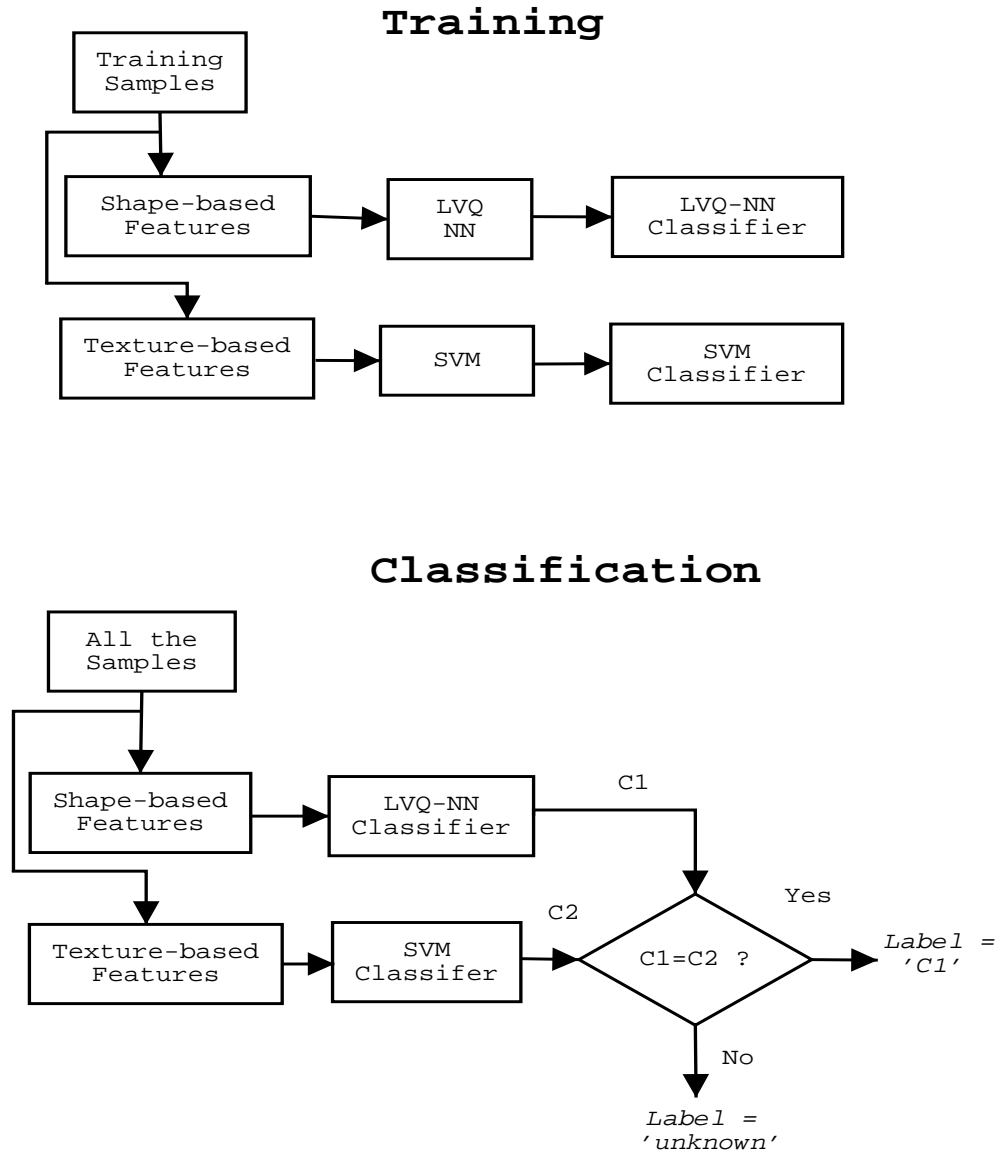 Training
Training
Samples
Shape-based
Features
LVQ
NN
LVQ-NN
Classifier
Texture-based
Features
SVM
SVM
Classifier
Classification
All the
Samples
Shape-based
Features
LVQ-NN
Classifier
C1
Texture-based
Features
SVM
Classifer
C2
C1=C2 ?
Yes
Label =
'C1'
No
Label =
'unknown'